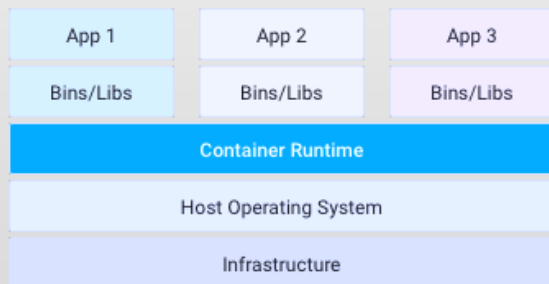 App 1 App 2 App 3
Bins/Libs Bins/Libs Bins/Libs
Container Runtime
Host Operating System
Infrastructure